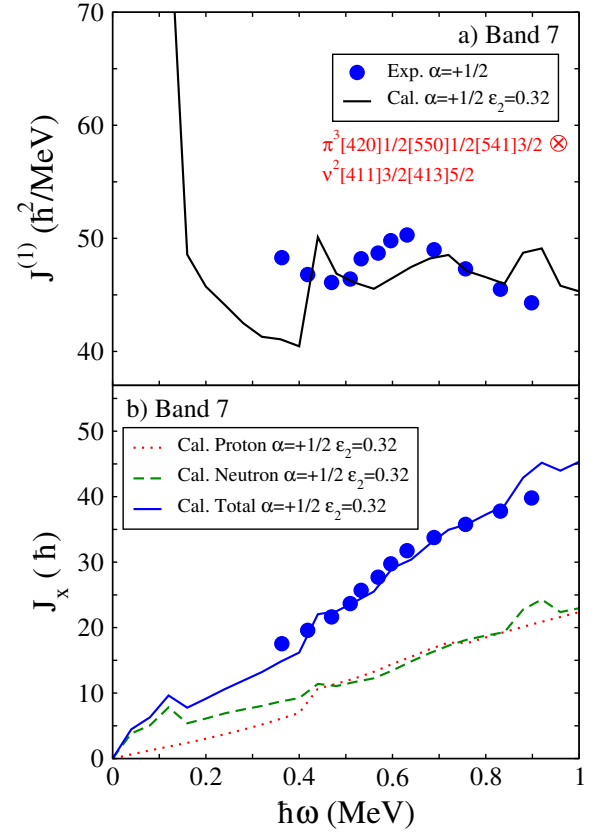 70
60
50
40
J⁽¹⁾ (ħ²/MeV)
a) Band 7
Exp. α=+1/2
Cal. α=+1/2 ε₂=0.32
π³[420]1/2[550]1/2[541]3/2 ⊗
ν²[411]3/2[413]5/2
b) Band 7
Cal. Proton α=+1/2 ε₂=0.32
Cal. Neutron α=+1/2 ε₂=0.32
Cal. Total α=+1/2 ε₂=0.32
50
40
30
20
10
0
Jₓ (ħ)
0 0.2 0.4 0.6 0.8 1
ħω (MeV)